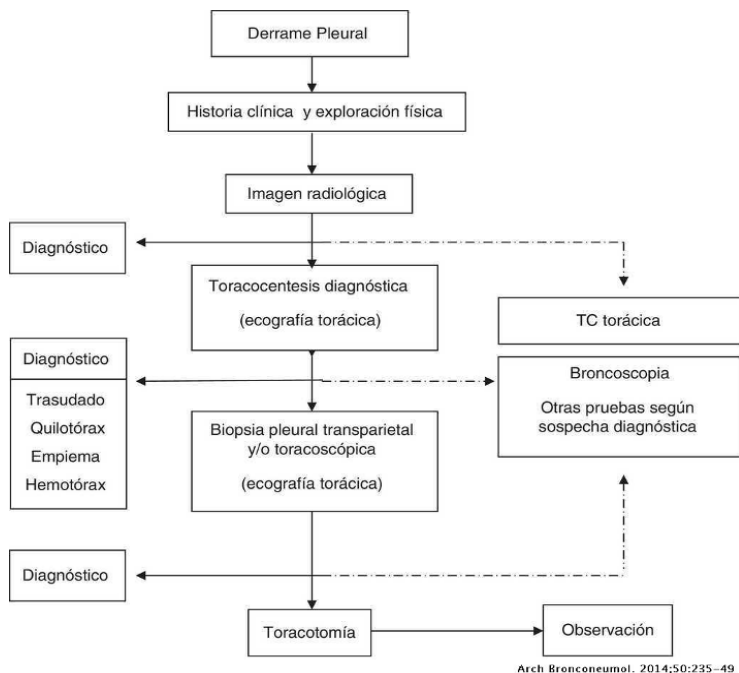 Derrame Pleural
Historia clínica y exploración física
Imagen radiológica
Diagnóstico
Toracocentesis diagnóstica
(ecografía torácica)
TC torácica
Diagnóstico
Trasudado
Quilotórax
Empiema
Hemotórax
Broncoscopia
Otras pruebas según
sospecha diagnóstica
Biopsia pleural transparietal
y/o toracoscópica
(ecografía torácica)
Diagnóstico
Toracotomía
Observación
Arch Bronconeumol. 2014;50:235-49